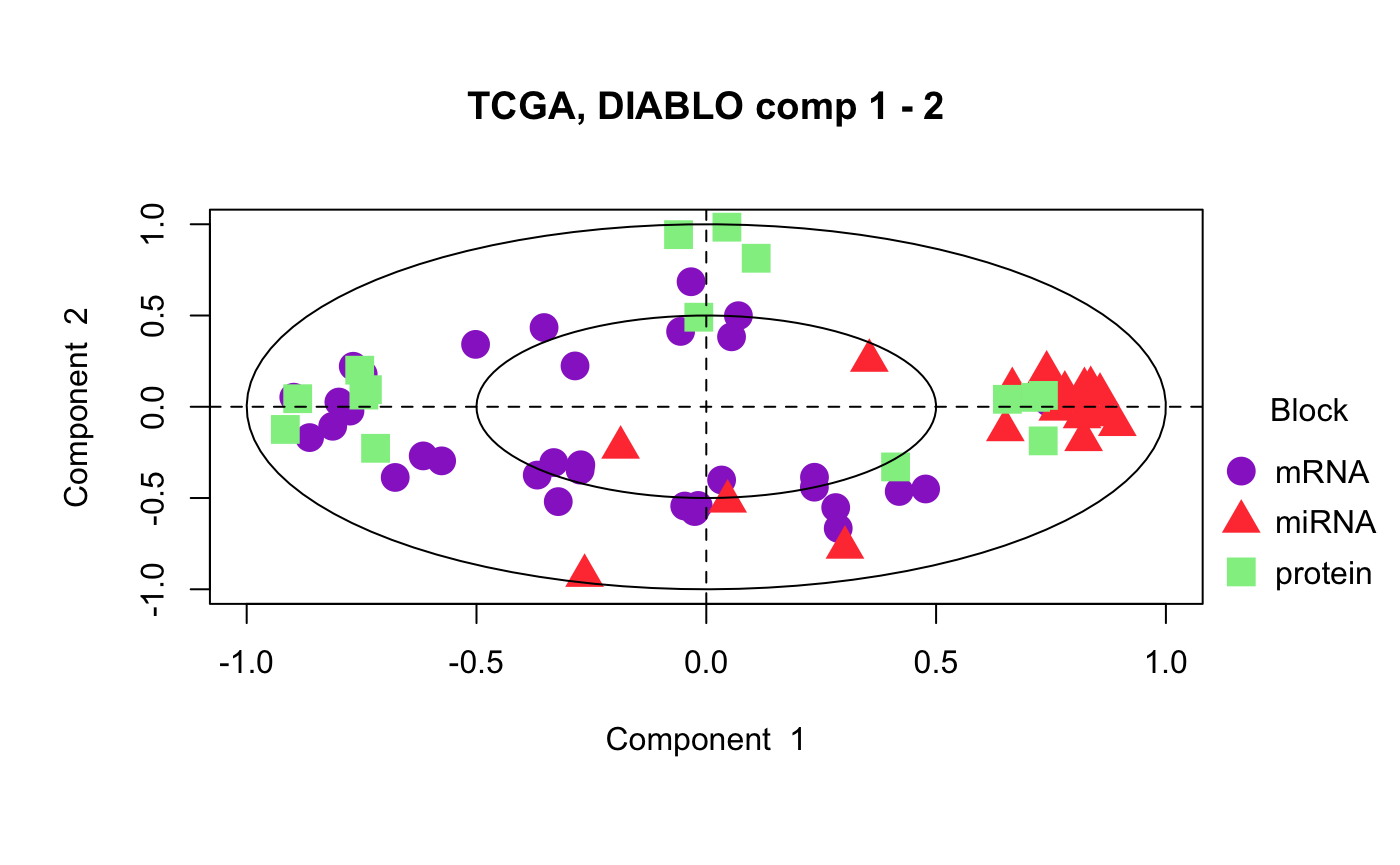 TCGA, DIABLO comp 1 - 2
1.0
0.5
0.0
-0.5
-1.0
Component 2
-1.0 -0.5 0.0 0.5 1.0
Component 1
Block
mRNA
miRNA
protein